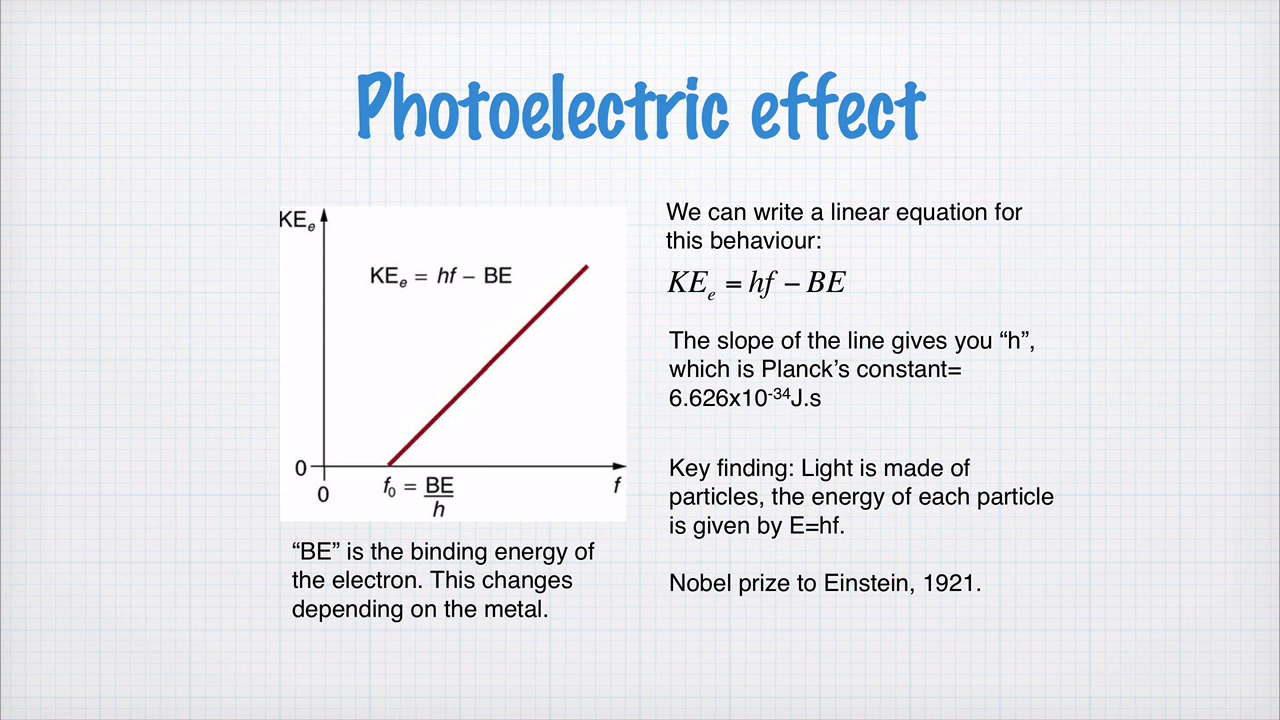 Photoelectric effect
KEₑ
KEₑ = hf – BE
0
0
f₀ = BE
h
f
“BE” is the binding energy of
the electron. This changes
depending on the metal.
We can write a linear equation for
this behaviour:
KEₑ = hf – BE
The slope of the line gives you “h”,
which is Planck’s constant=
6.626x10⁻³⁴J.s
Key finding: Light is made of
particles, the energy of each particle
is given by E=hf.
Nobel prize to Einstein, 1921.